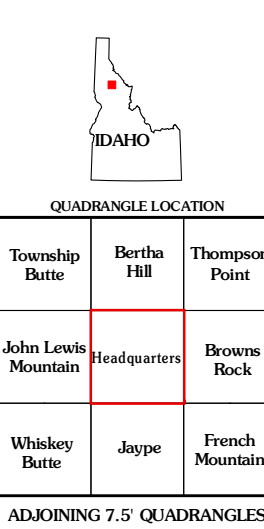 IDAHO
QUADRANGLE LOCATION
Township
Butte
Bertha
Hill
Thompson
Point
John Lewis
Mountain
Headquarters
Browns
Rock
Whiskey
Butte
Jaype
French
Mountain
ADJOINING 7.5' QUADRANGLES